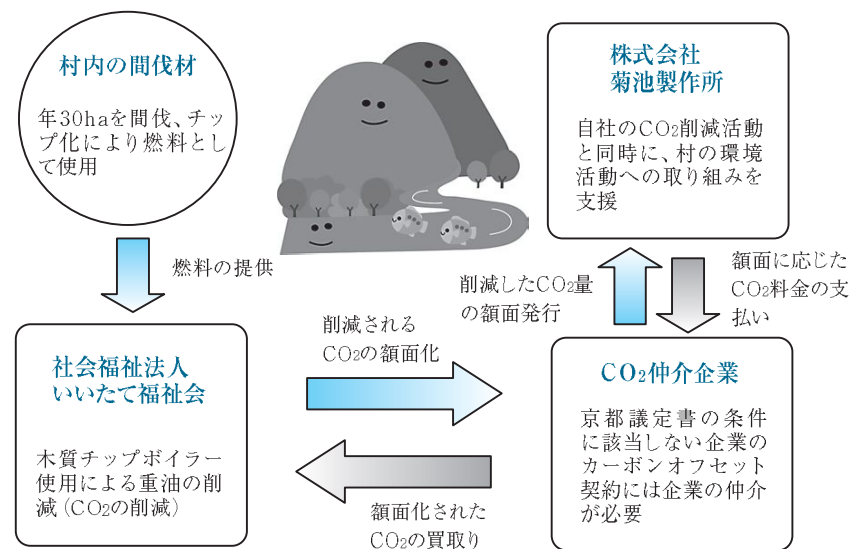 村内の間伐材
年30haを間伐、チッ
プ化により燃料とし
て使用
燃料の提供
社会福祉法人
いいたて福祉会
木質チップボイラー
使用による重油の削
減(CO2の削減)
削減される
CO2の額面化
額面化された
CO2の買取り
株式会社
菊池製作所
自社のCO2削減活動
と同時に、村の環境
活動への取り組みを
支援
削減したCO2量
の額面発行
額面に応じた
CO2料金の支
払い
CO2仲介企業
京都議定書の条件
に該当しない企業の
カーボンオフセット
契約には企業の仲介
が必要